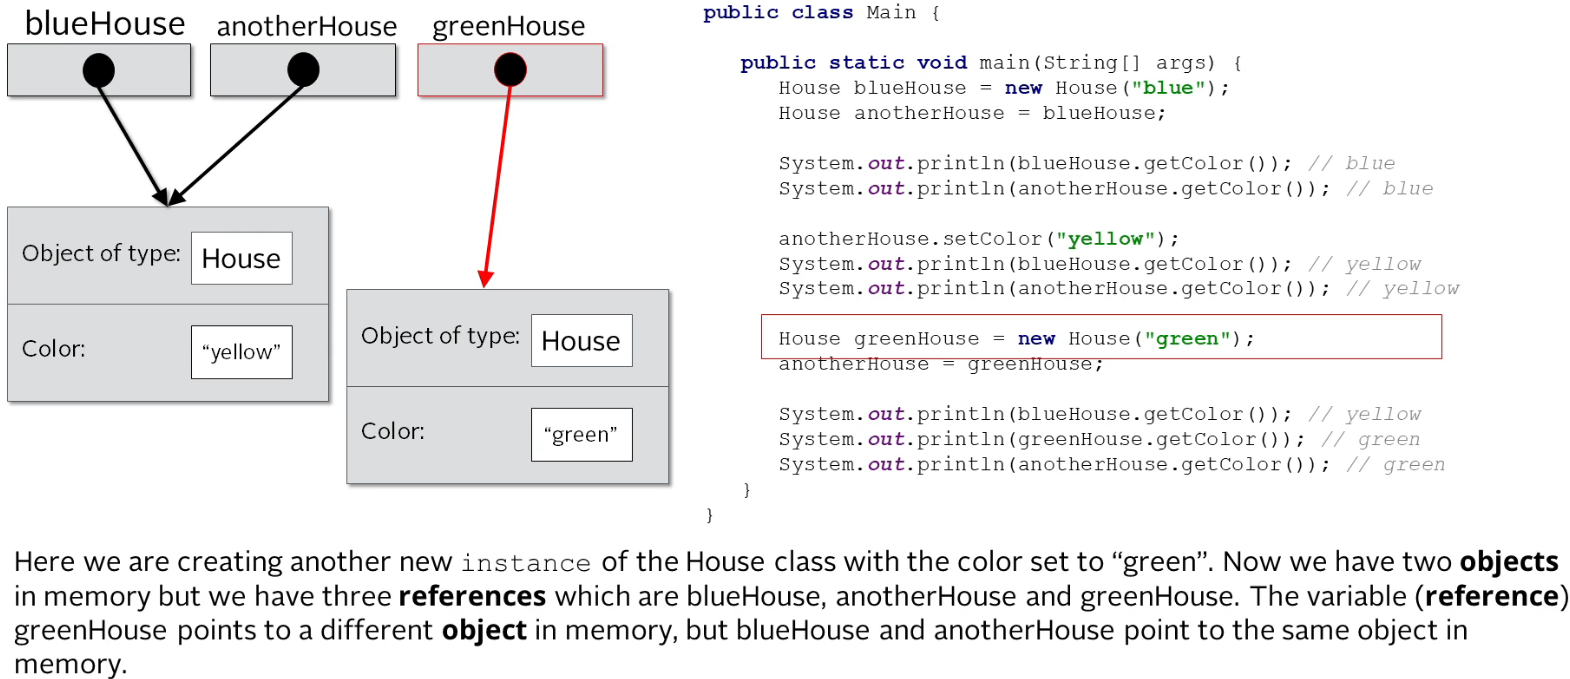 blueHouse anotherHouse greenHouse
Object of type: House
Color: “yellow”
Object of type: House
Color: “green”
public class Main {
public static void main(String[] args) {
House blueHouse = new House("blue");
House anotherHouse = blueHouse;
System.out.println(blueHouse.getColor()); // blue
System.out.println(anotherHouse.getColor()); // blue
anotherHouse.setColor("yellow");
System.out.println(blueHouse.getColor()); // yellow
System.out.println(anotherHouse.getColor()); // yellow
House greenHouse = new House("green");
anotherHouse = greenHouse;
System.out.println(blueHouse.getColor()); // yellow
System.out.println(greenHouse.getColor()); // green
System.out.println(anotherHouse.getColor()); // green
}
}
Here we are creating another new instance of the House class with the color set to “green”. Now we have two objects
in memory but we have three references which are blueHouse, anotherHouse and greenHouse. The variable (reference)
greenHouse points to a different object in memory, but blueHouse and anotherHouse point to the same object in
memory.